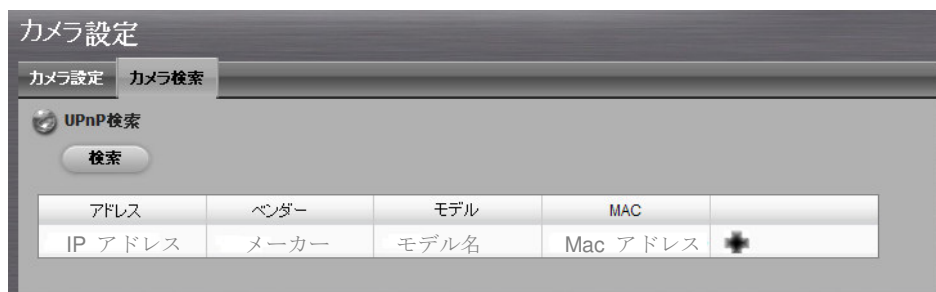 カメラ設定
カメラ設定 カメラ検索
UPnP検索
検索
アドレス ベンダー モデル MAC
IP アドレス メーカー モデル名 Mac アドレス